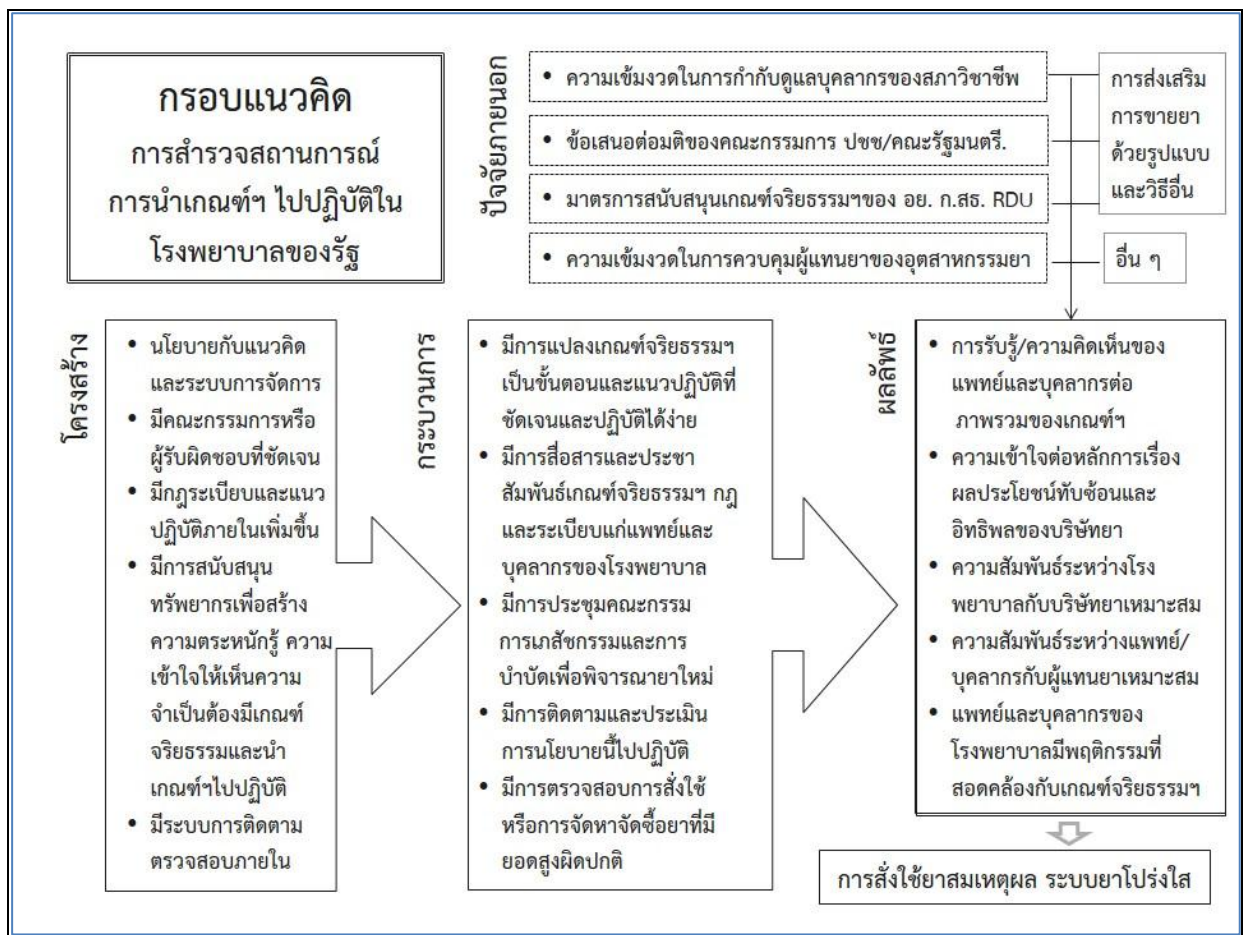 กรอบแนวคิด
การสำรวจสถานการณ์
การนำเกณฑ์ฯ ไปปฏิบัติใน
โรงพยาบาลของรัฐ
ปัจจัยภายนอก
• ความเข้มงวดในการกำกับดูแลบุคลากรของสภาวิชาชีพ
• ข้อเสนอต่อมติของคณะกรรมการ ปชช/คณะรัฐมนตรี.
• มาตรการสนับสนุนเกณฑ์จริยธรรมฯของ อย. ก.สธ. RDU
• ความเข้มงวดในการควบคุมผู้แทนยาของอุตสาหกรรมยา
การส่งเสริม
การขายยา
ด้วยรูปแบบ
และวิธีอื่น
อื่น ๆ
โครงสร้าง
• นโยบายกับแนวคิด
และระบบการจัดการ
• มีคณะกรรมการหรือ
ผู้รับผิดชอบที่ชัดเจน
• มีกฎระเบียบและแนว
ปฏิบัติภายในเพิ่มขึ้น
• มีการสนับสนุน
ทรัพยากรเพื่อสร้าง
ความตระหนักรู้ ความ
เข้าใจให้เห็นความ
จำเป็นต้องมีเกณฑ์
จริยธรรมและนำ
เกณฑ์ฯไปปฏิบัติ
• มีระบบการติดตาม
ตรวจสอบภายใน
กระบวนการ
• มีการแปลงเกณฑ์จริยธรรมฯ
เป็นขั้นตอนและแนวปฏิบัติที่
ชัดเจนและปฏิบัติได้ง่าย
• มีการสื่อสารและประชา
สัมพันธ์เกณฑ์จริยธรรมฯ กฎ
และระเบียบแก่แพทย์และ
บุคลากรของโรงพยาบาล
• มีการประชุมคณะกรรม
การเภสัชกรรมและการ
บำบัดเพื่อพิจารณายาใหม่
• มีการติดตามและประเมิน
การนโยบายนี้ไปปฏิบัติ
• มีการตรวจสอบการสั่งใช้
หรือการจัดหาจัดซื้อยาที่มี
ยอดสูงผิดปกติ
ผลลัพธ์
• การรับรู้/ความคิดเห็นของ
แพทย์และบุคลากรต่อ
ภาพรวมของเกณฑ์ฯ
• ความเข้าใจต่อหลักการเรื่อง
ผลประโยชน์ทับซ้อนและ
อิทธิพลของบริษัทยา
• ความสัมพันธ์ระหว่างโรง
พยาบาลกับบริษัทยาเหมาะสม
• ความสัมพันธ์ระหว่างแพทย์/
บุคลากรกับผู้แทนยาเหมาะสม
• แพทย์และบุคลากรของ
โรงพยาบาลมีพฤติกรรมที่
สอดคล้องกับเกณฑ์จริยธรรมฯ
การสั่งใช้ยาสมเหตุผล ระบบยาโปร่งใส